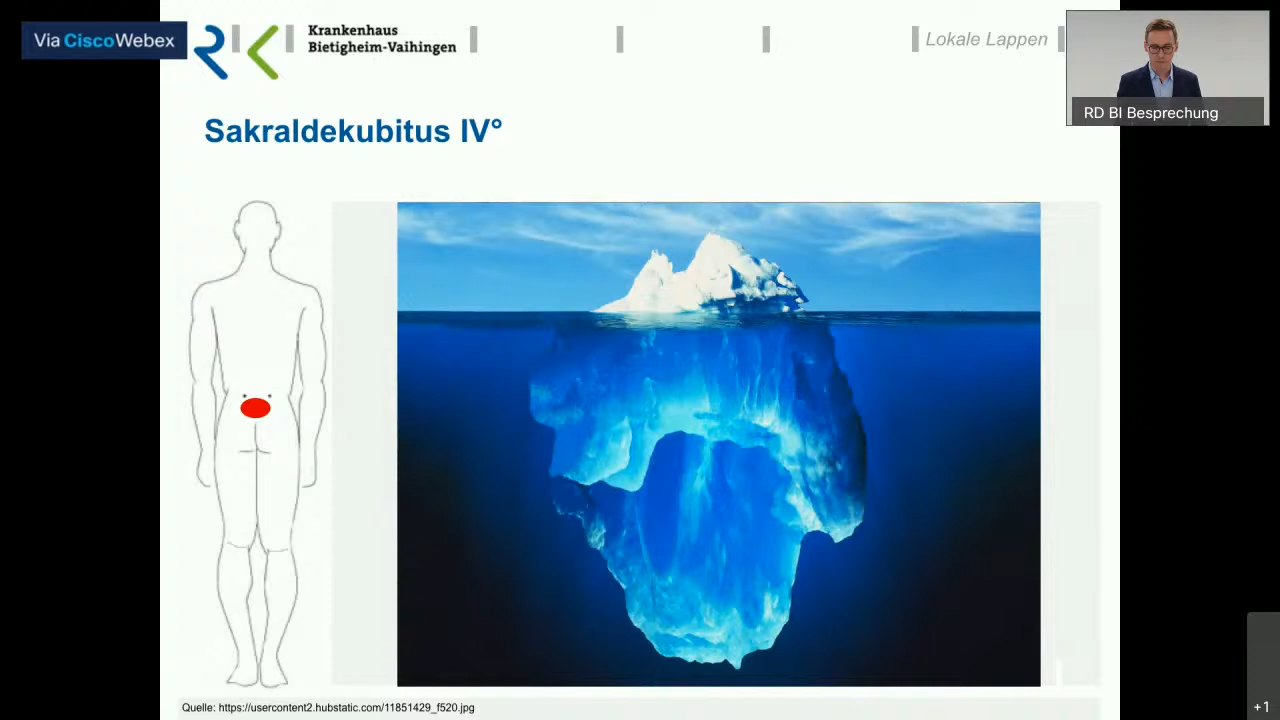 Via CiscoWebex
Krankenhaus
Bietigheim-Vaihingen
Lokale Lappen
RD BI Besprechung
Sakraldekubitus IV°
Quelle: https://usercontent2.hubstatic.com/11851429_f520.jpg
+1